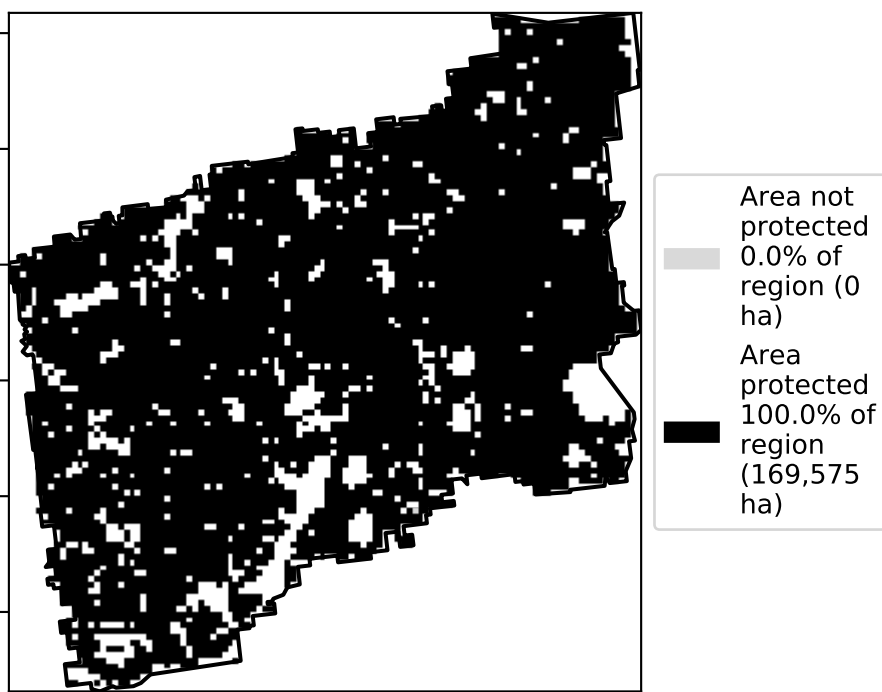 Area not
protected
0.0% of
region (0
ha)
Area
protected
100.0% of
region
(169,575
ha)